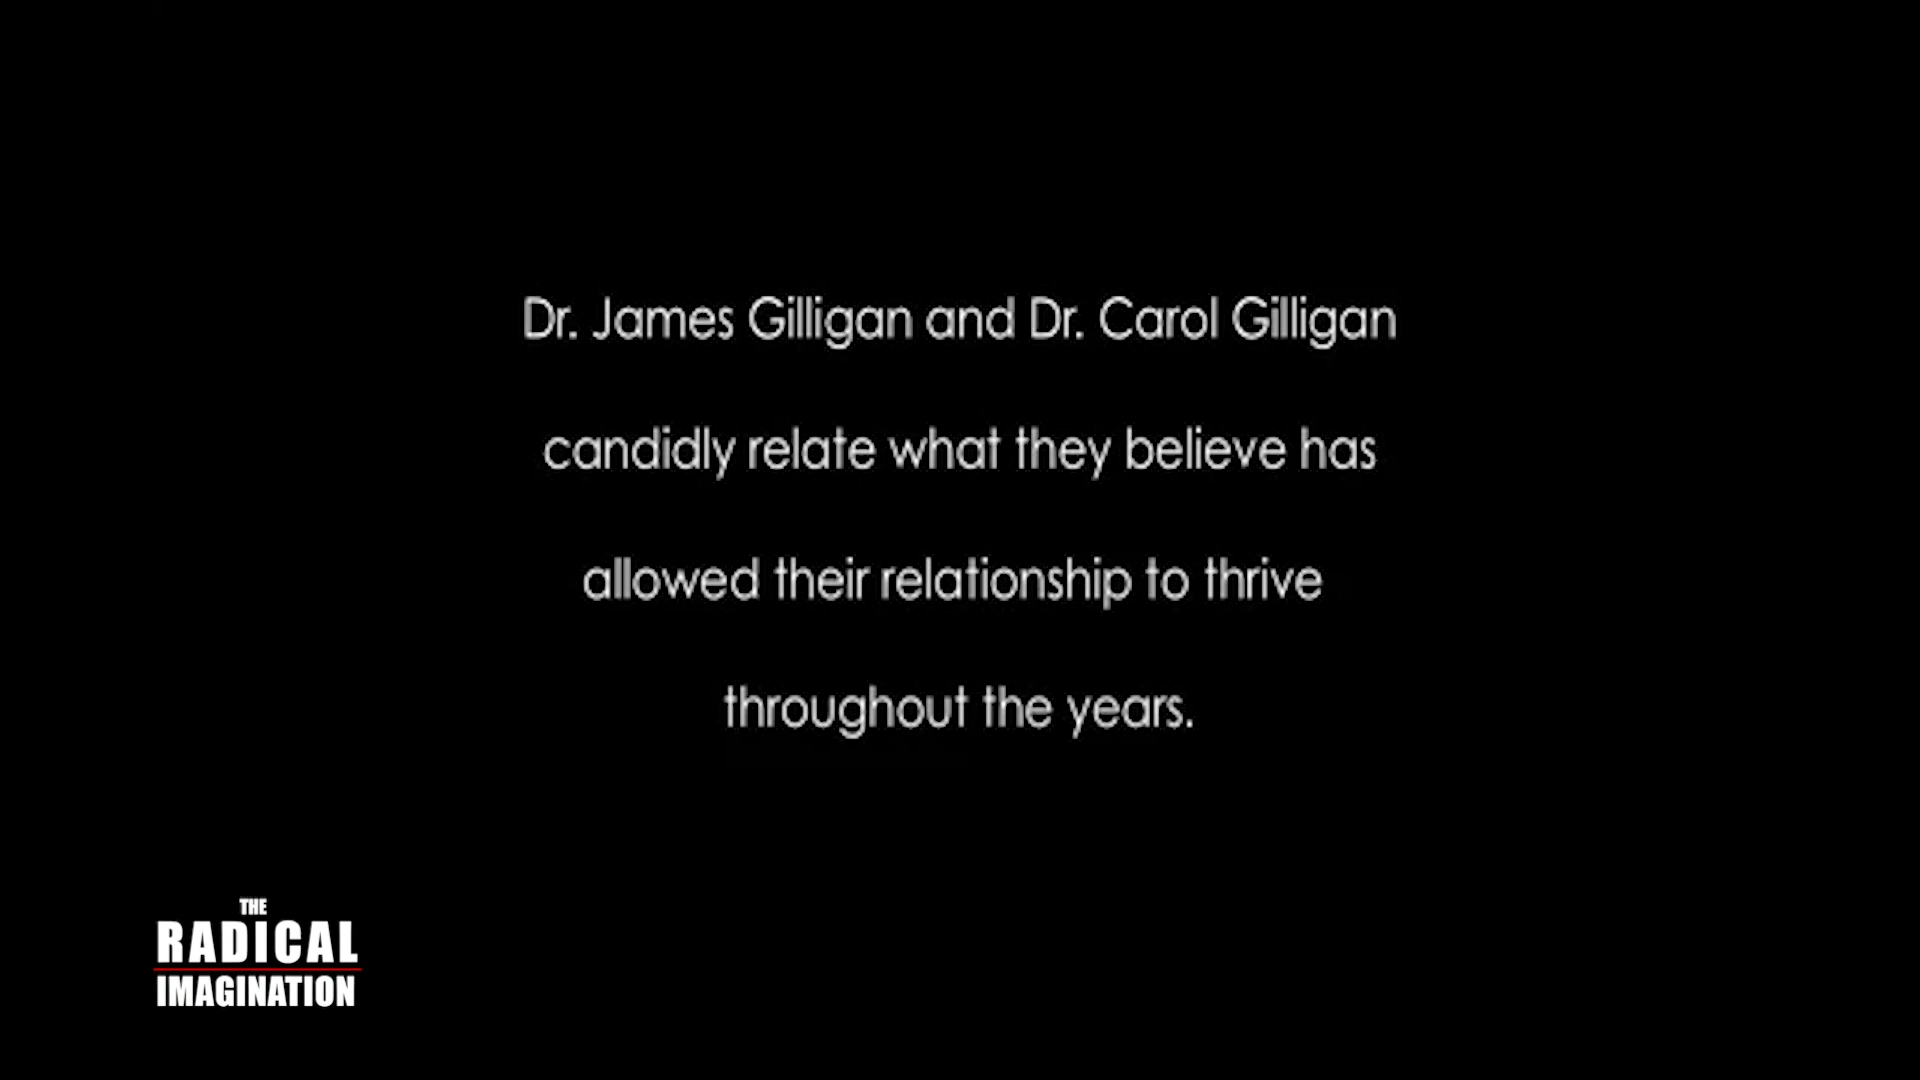 Dr. James Gilligan and Dr. Carol Gilligan
candidly relate what they believe has
allowed their relationship to thrive
throughout the years.
THE
RADICAL
IMAGINATION